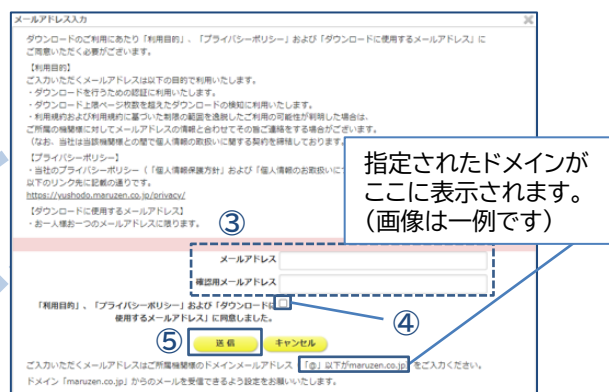 メールアドレス入力
ダウンロードのご利用にあたり「利用目的」、「プライバシーポリシー」および「ダウンロードに使用するメールアドレス」に
ご同意いただく必要がございます。
【利用目的】
ご入力いただくメールアドレスは以下の目的で利用いたします。
・ダウンロードを行うための認証に利用いたします。
・ダウンロード上限ページ枚数を超えたダウンロードの検知に利用いたします。
・利用規約および利用規約に基づいた制限の範囲を逸脱したご利用の可能性が判明した場合は、
ご所属の機関様に対してメールアドレスの情報と合わせてその旨ご連絡をする場合がございます。
（なお、当社は当該機関様との間で個人情報の取扱いに関する契約を締結しております
【プライバシーポリシー】
・当社のプライバシーポリシー（「個人情報保護方針」および「個人情報のお取扱いに
以下のリンク先に記載の通りです。
https://yushodo.maruzen.co.jp/privacy/
【ダウンロードに使用するメールアドレス】
・お一人様お一つのメールアドレスに限ります。
指定されたドメインが
ここに表示されます。
（画像は一例です）
③
メールアドレス
確認用メールアドレス
「利用目的」、「プライバシーポリシー」および「ダウンロードに
使用するメールアドレス」に同意しました。
④
⑤
送信
キャンセル
ご入力いただくメールアドレスはご所属機関様のドメインメールアドレス「@」以下がmaruzen.co.jp」をご入力ください。
ドメイン「maruzen.co.jp」からのメールを受信できるよう設定をお願いいたします。